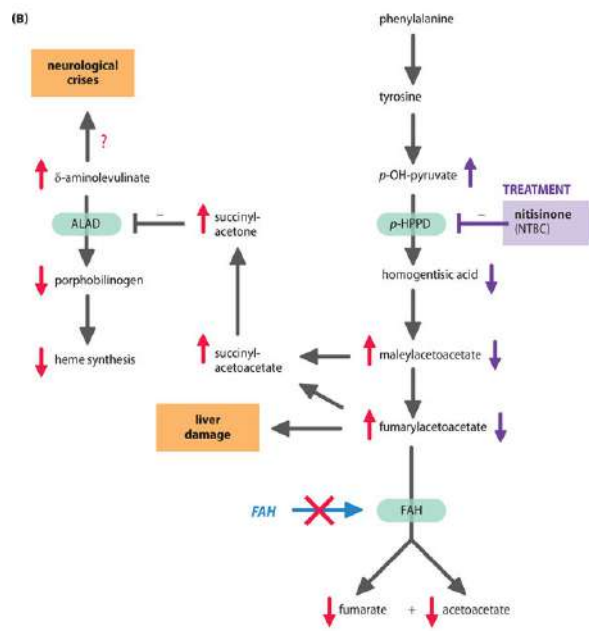 (B)
phenylalanine
neurological
crises
tyrosine
?
δ-aminolevulinate
p-OH-pyruvate
TREATMENT
ALAD
–
succinyl-
acetone
p-HPPD
–
nitisinone
(NTBC)
porphobilinogen
homogentisic acid
heme synthesis
succinyl-
acetoacetate
maleylacetoacetate
liver
damage
fumarylacetoacetate
FAH
FAH
fumarate + acetoacetate